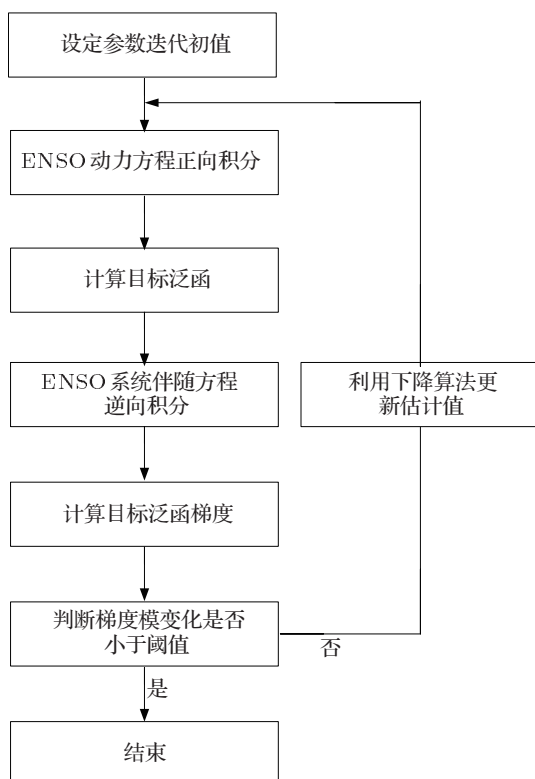 设定参数迭代初值
ENSO 动力方程正向积分
计算目标泛函
ENSO 系统伴随方程
逆向积分
利用下降算法更
新估计值
计算目标泛函梯度
判断梯度模变化是否
小于阈值
否
是
结束